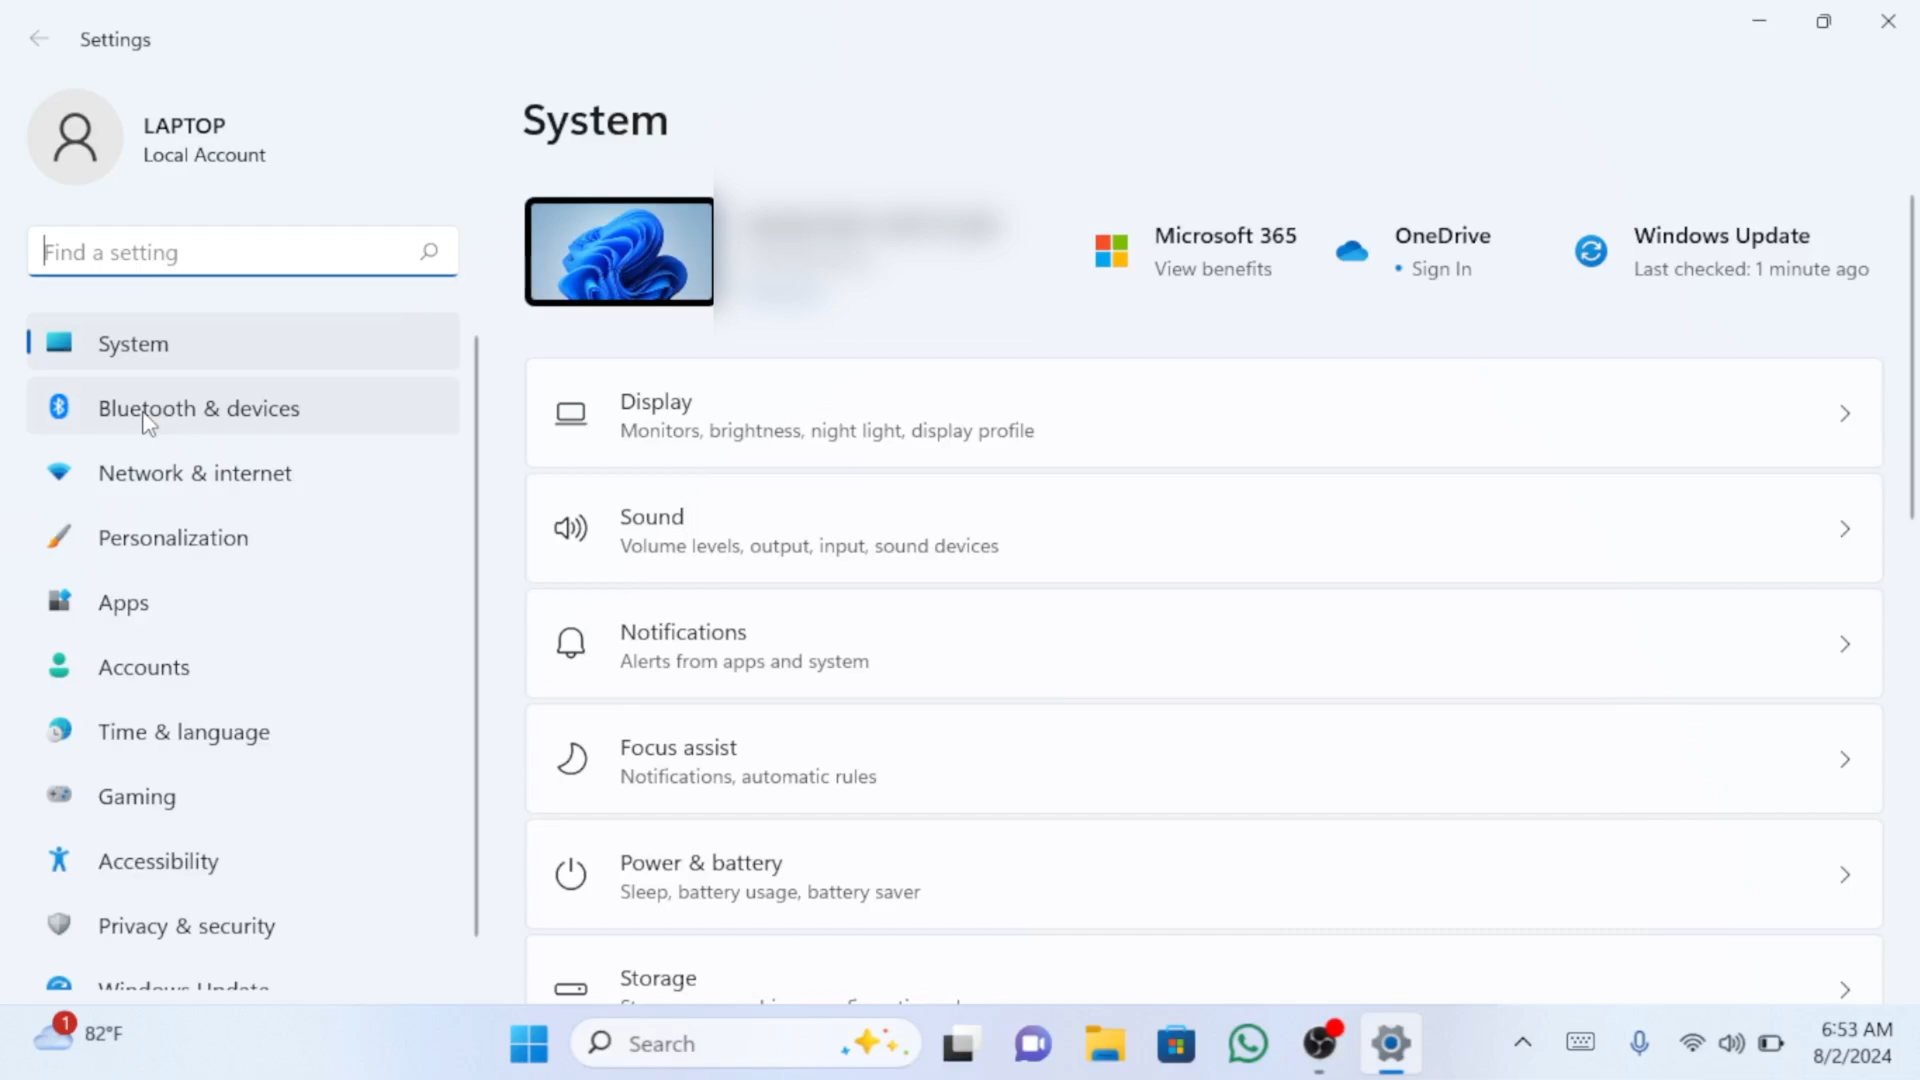 Settings
LAPTOP
Local Account
Find a setting
System
Bluetooth & devices
Network & internet
Personalization
Apps
Accounts
Time & language
Gaming
Accessibility
Privacy & security
Windows Update
System
Microsoft 365
View benefits
OneDrive
• Sign In
Windows Update
Last checked: 1 minute ago
Display
Monitors, brightness, night light, display profile
Sound
Volume levels, output, input, sound devices
Notifications
Alerts from apps and system
Focus assist
Notifications, automatic rules
Power & battery
Sleep, battery usage, battery saver
Storage
1
82°F
Search
6:53 AM
8/2/2024